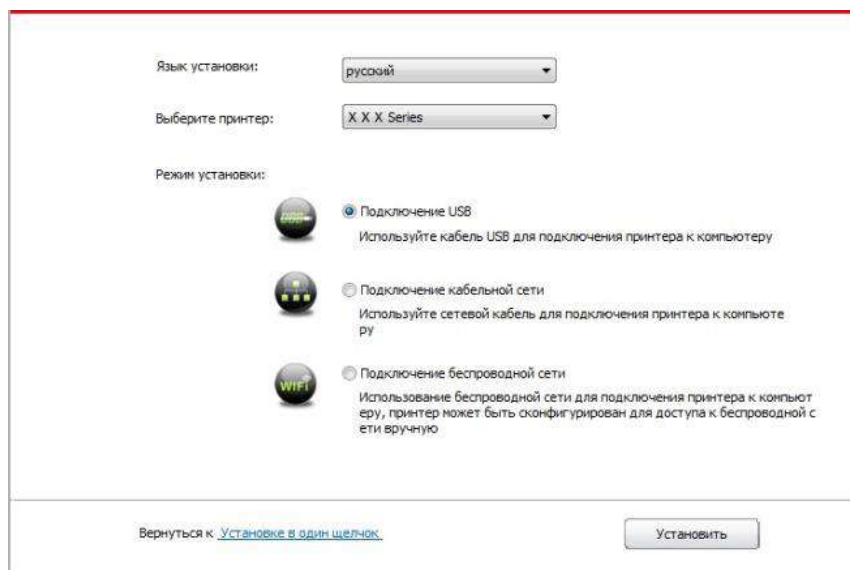 Язык установки:
русский
Выберите принтер:
X X X Series
Режим установки:
USB
Подключение USB
Используйте кабель USB для подключения принтера к компьютеру
Подключение кабельной сети
Используйте сетевой кабель для подключения принтера к компьюте
ру
WiFi
Подключение беспроводной сети
Использование беспроводной сети для подключения принтера к компьют
еру, принтер может быть сконфигурирован для доступа к беспроводной с
ети вручную
Вернуться к Установке в один щелчок
Установить